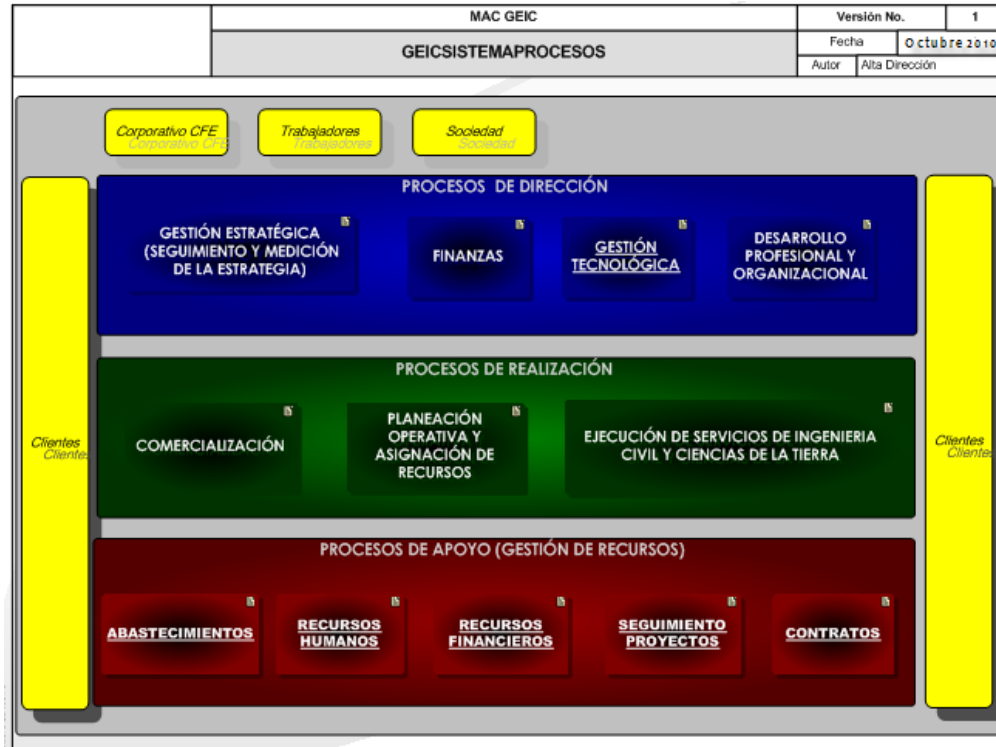 MAC GEIC
Versión No. 1
GEICSISTEMAPROCESOS
Fecha Octubre 2010
Autor Alta Dirección
Corporativo CFE
Corporativo CFE
Trabajadores
Trabajadores
Sociedad
Sociedad
PROCESOS DE DIRECCIÓN
GESTIÓN ESTRATÉGICA
(SEGUIMIENTO Y MEDICIÓN
DE LA ESTRATEGIA)
FINANZAS
GESTIÓN
TECNOLÓGICA
DESARROLLO
PROFESIONAL Y
ORGANIZACIONAL
PROCESOS DE REALIZACIÓN
Clientes
Clientes
COMERCIALIZACIÓN
PLANEACIÓN
OPERATIVA Y
ASIGNACIÓN DE
RECURSOS
EJECUCIÓN DE SERVICIOS DE INGENIERIA
CIVIL Y CIENCIAS DE LA TIERRA
Clientes
Clientes
PROCESOS DE APOYO (GESTIÓN DE RECURSOS)
ABASTECIMIENTOS
RECURSOS
HUMANOS
RECURSOS
FINANCIEROS
SEGUIMIENTO
PROYECTOS
CONTRATOS